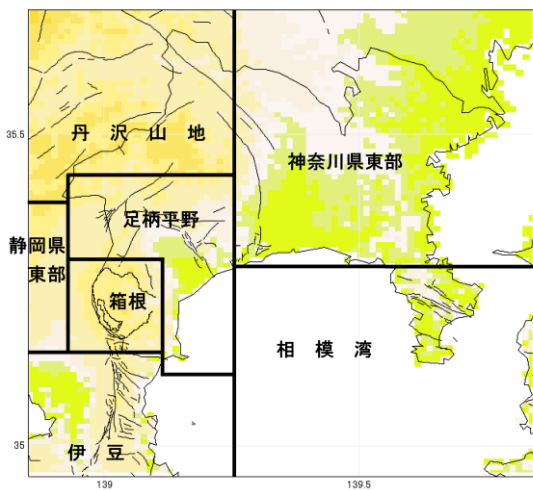 丹 沢 山 地
35.5
神奈川県東部
足柄平野
静岡県
東部
箱根
相 模 湾
35
伊 豆
139
139.5